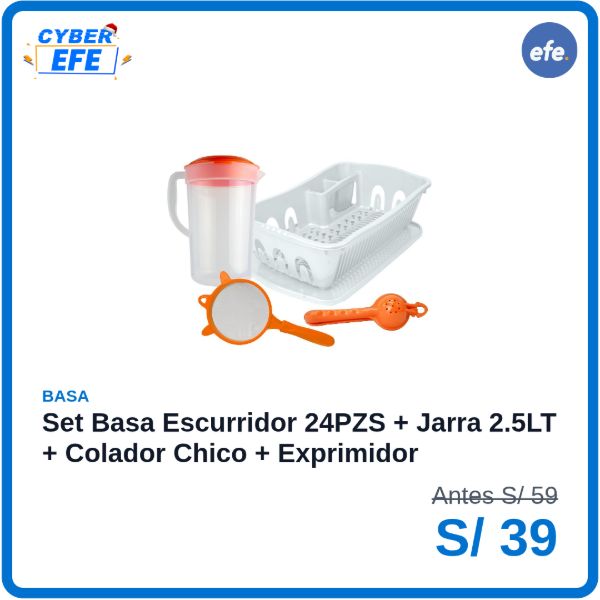 CYBER
EFE
efe.
BASA
Set Basa Escurridor 24PZS + Jarra 2.5LT
+ Colador Chico + Exprimidor
Antes S/ 59
S/ 39